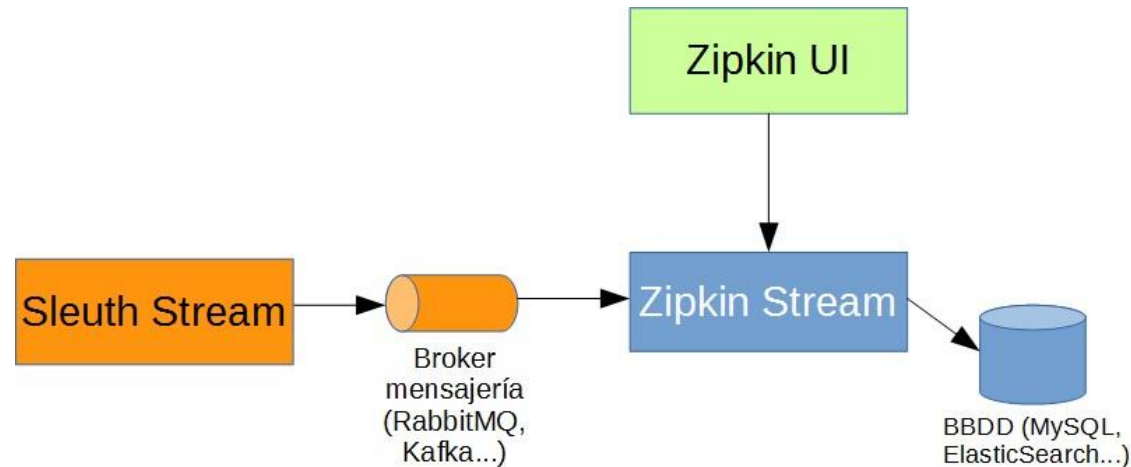 Zipkin UI
Sleuth Stream
Broker
mensajería
(RabbitMQ,
Kafka...)
Zipkin Stream
BBDD (MySQL,
ElasticSearch...)